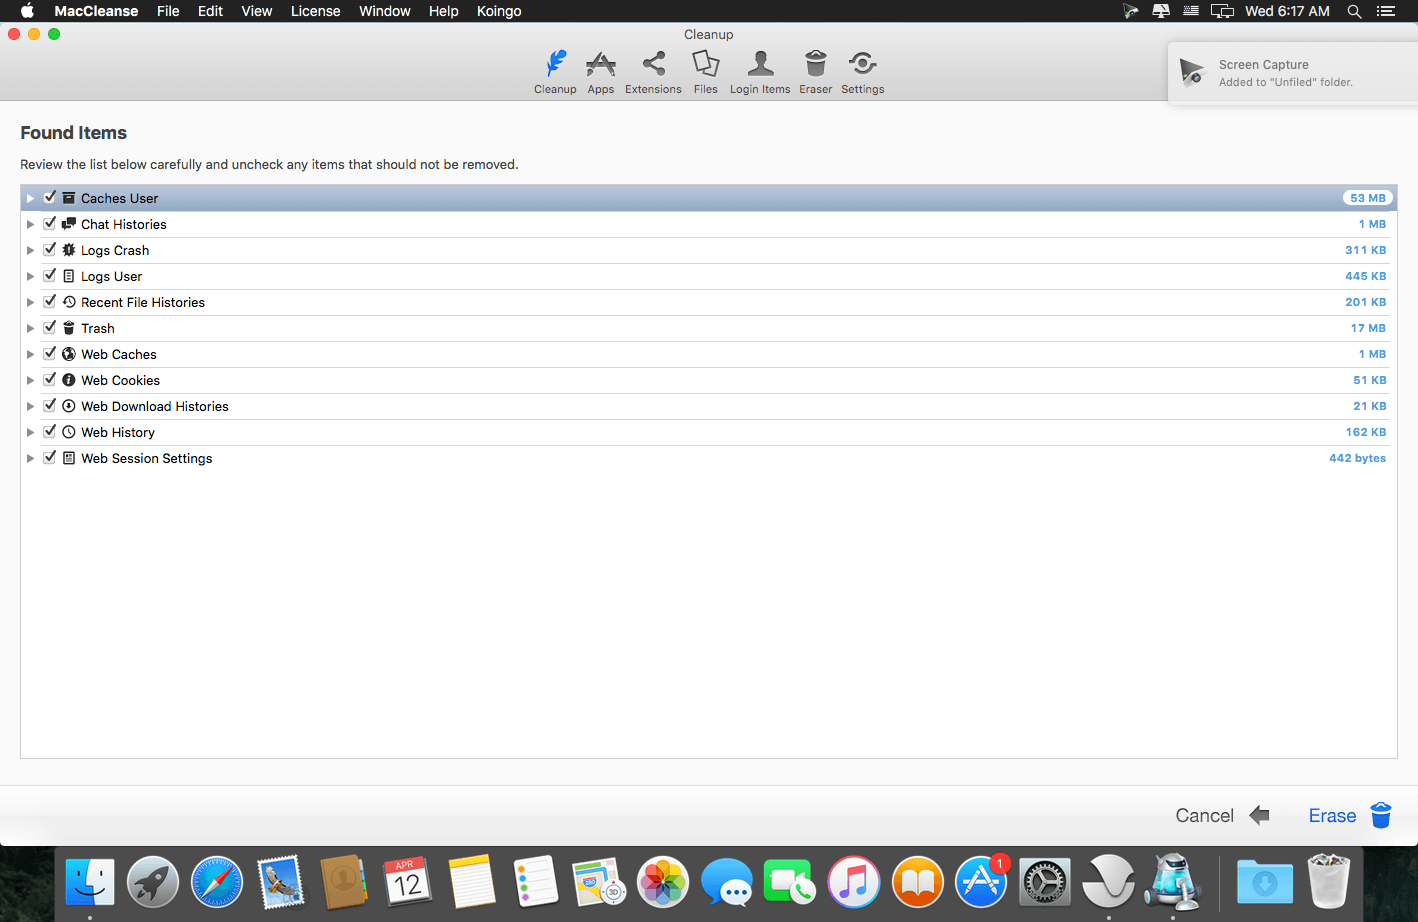 MacCleanse File Edit View License Window Help Koingo Wed 6:17 AM
Cleanup
Cleanup Apps Extensions Files Login Items Eraser Settings
Screen Capture
Added to "Unfiled" folder.
Found Items
Review the list below carefully and uncheck any items that should not be removed.
Caches User 53 MB
Chat Histories 1 MB
Logs Crash 311 KB
Logs User 445 KB
Recent File Histories 201 KB
Trash 17 MB
Web Caches 1 MB
Web Cookies 51 KB
Web Download Histories 21 KB
Web History 162 KB
Web Session Settings 442 bytes
Cancel Erase
APR
12
3D
1